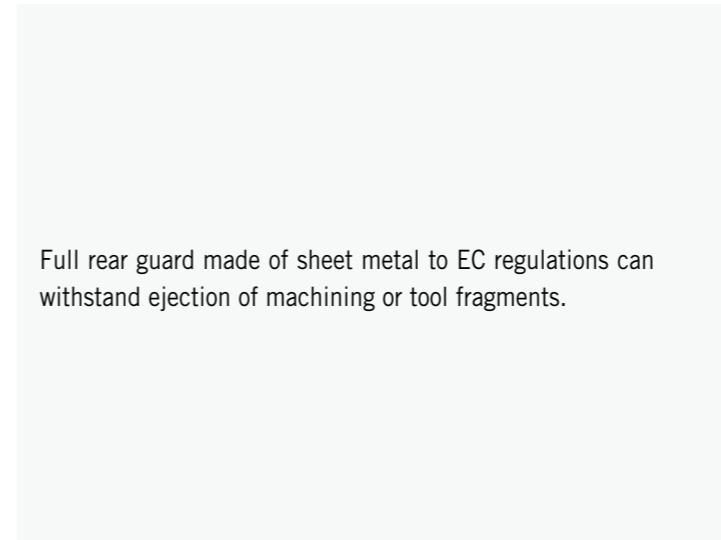 Full rear guard made of sheet metal to EC regulations can
withstand ejection of machining or tool fragments.